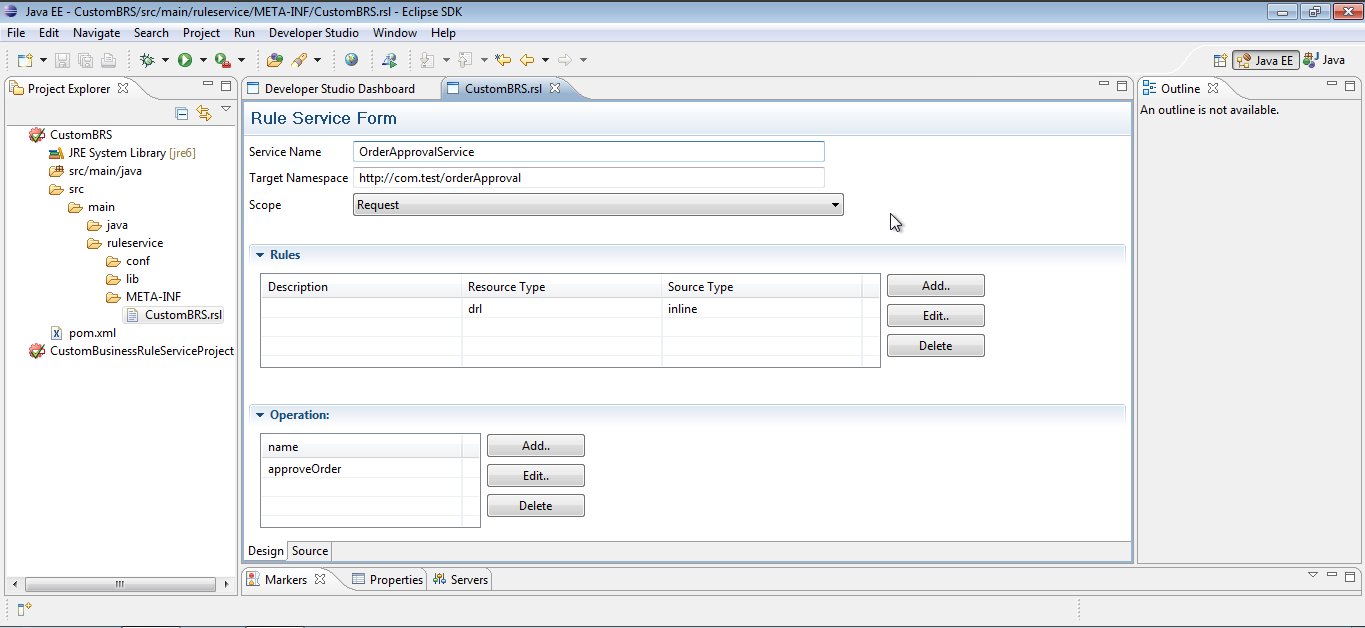 Java EE - CustomBRS/src/main/ruleservice/META-INF/CustomBRS.rsl - Eclipse SDK
File Edit Navigate Search Project Run Developer Studio Window Help
Java EE Java
Project Explorer
CustomBRS
JRE System Library [jre6]
src/main/java
src
main
java
ruleservice
conf
lib
META-INF
CustomBRS.rsl
pom.xml
CustomBusinessRuleServiceProject
Developer Studio Dashboard CustomBRS.rsl
Rule Service Form
Service Name OrderApprovalService
Target Namespace http://com.test/orderApproval
Scope Request
Rules
Description Resource Type Source Type
drl inline
Add..
Edit..
Delete
Operation:
name
approveOrder
Add..
Edit..
Delete
Design Source
Markers Properties Servers
Outline
An outline is not available.